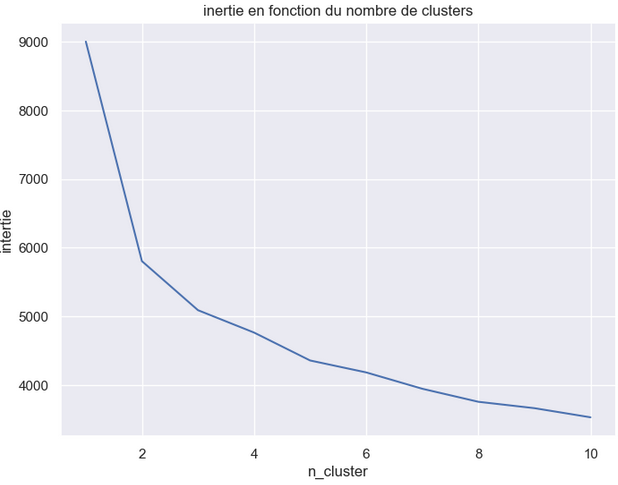 inertie en fonction du nombre de clusters
9000
8000
7000
6000
5000
4000
intertie
2 4 6 8 10
n_cluster